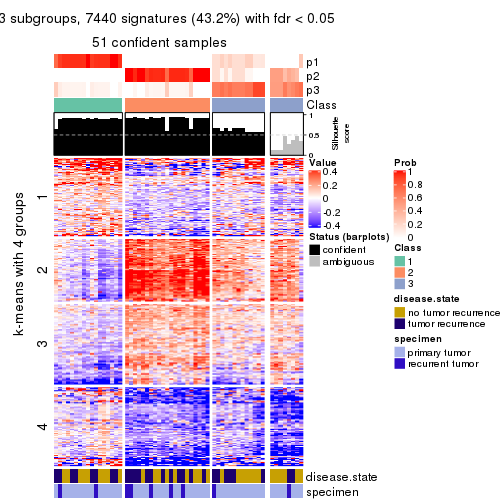 3 subgroups, 7440 signatures (43.2%) with fdr < 0.05
51 confident samples
p1
p2
p3
Class
1
0.5
0
Silhouette
score
k-means with 4 groups
1
2
3
4
Value
0.4
0.2
0
-0.2
-0.4
Status (barplots)
confident
ambiguous
Prob
1
0.8
0.6
0.4
0.2
0
Class
1
2
3
disease.state
no tumor recurrence
tumor recurrence
specimen
primary tumor
recurrent tumor
disease.state
specimen